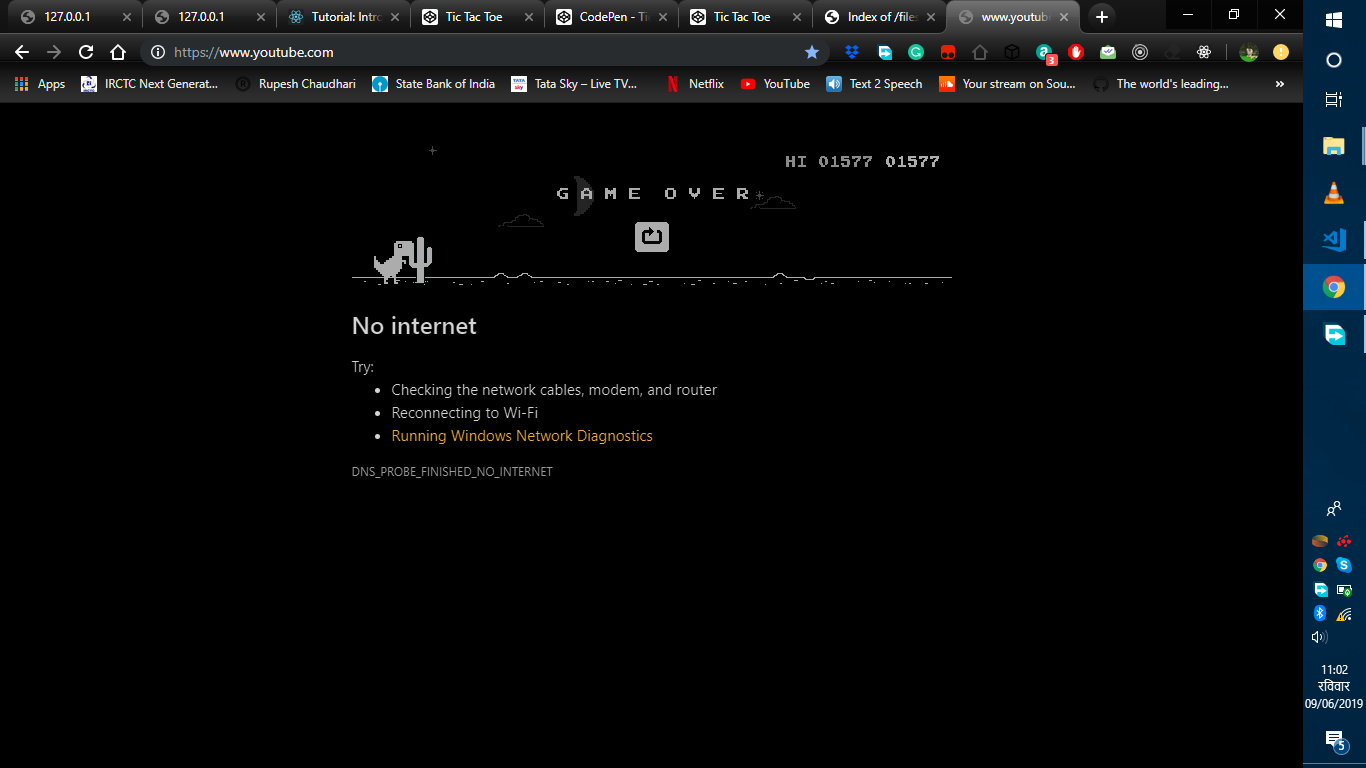 127.0.0.1
127.0.0.1
Tutorial: Intro
Tic Tac Toe
CodePen - Ti
Tic Tac Toe
Index of /files
www.youtube
https://www.youtube.com
3
Apps
IRCTC Next Generat...
Rupesh Chaudhari
State Bank of India
Tata Sky – Live TV...
Netflix
YouTube
Text 2 Speech
Your stream on Sou...
The world's leading...
»
HI 01577 01577
GAME OVER
No internet
Try:
• Checking the network cables, modem, and router
• Reconnecting to Wi-Fi
• Running Windows Network Diagnostics
DNS_PROBE_FINISHED_NO_INTERNET
11:02
रविवार
09/06/2019
5